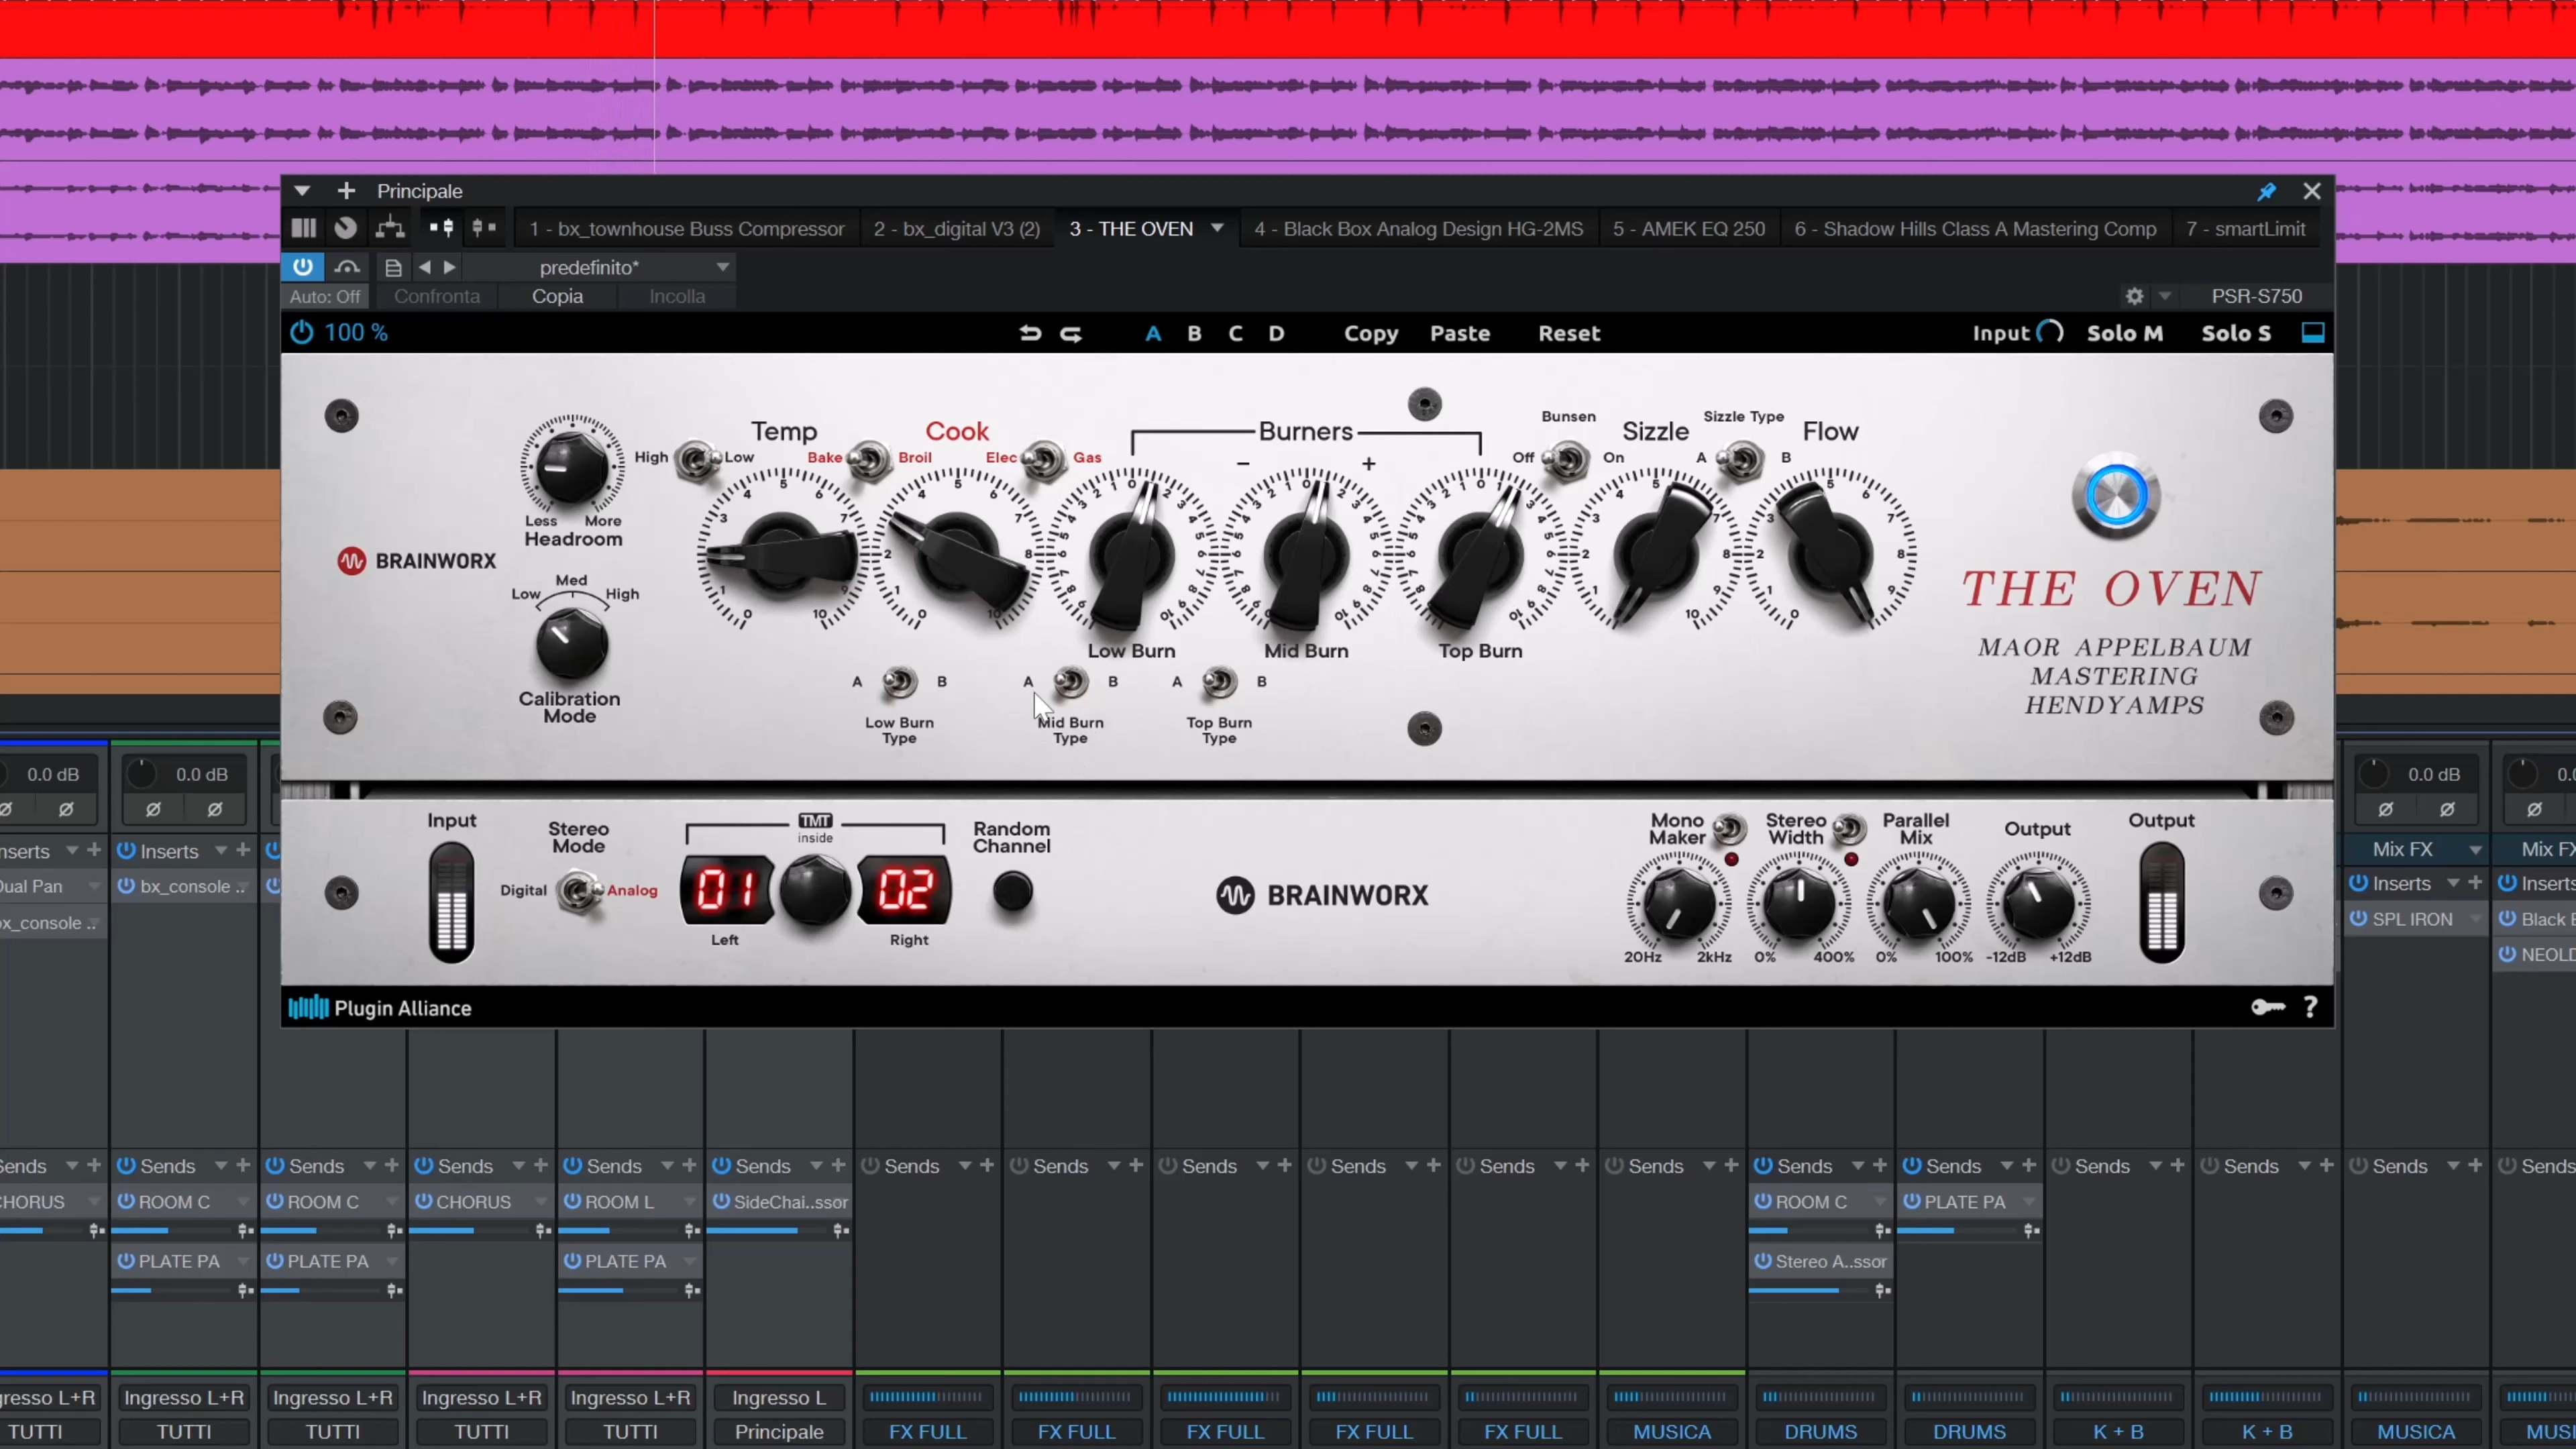 Principale
1 - bx_townhouse Buss Compressor
2 - bx_digital V3 (2)
3 - THE OVEN
4 - Black Box Analog Design HG-2MS
5 - AMEK EQ 250
6 - Shadow Hills Class A Mastering Comp
7 - smartLimit
predefinito*
Auto: Off
Confronta
Copia
Incolla
PSR-S750
100 %
A B C D
Copy Paste Reset
Input Solo M Solo S
Bunsen Sizzle Type
Temp Cook Burners Sizzle Flow
High Low Bake Broil Elec Gas - + Off On A B
Less More
Headroom
BRAINWORX
THE OVEN
Low Med High
Calibration
Mode
MAOR APPELBAUM
MASTERING
HENDYAMPS
Low Burn Mid Burn Top Burn
A B A B A B
Low Burn
Type
Mid Burn
Type
Top Burn
Type
0.0 dB 0.0 dB 0.0 dB
Input
Stereo
Mode
TMT
inside
Random
Channel
Mono
Maker
Stereo
Width
Parallel
Mix
Output
Output
Digital Analog
01 02
Left Right
BRAINWORX
20Hz 2kHz 0% 400% 0% 100% -12dB +12dB
Inserts
bx_console ..
Mix FX Mix FX
Inserts Inserts
SPL IRON
Plugin Alliance
?
Sends Sends Sends Sends Sends Sends Sends Sends Sends Sends Sends Sends Sends Sends Sends Sends
ROOM C ROOM C CHORUS ROOM L SideChai..ssor ROOM C PLATE PA
PLATE PA PLATE PA PLATE PA Stereo A..ssor
Ingresso L+R Ingresso L+R Ingresso L+R Ingresso L+R Ingresso L
TUTTI TUTTI TUTTI TUTTI TUTTI Principale FX FULL FX FULL FX FULL FX FULL FX FULL MUSICA DRUMS DRUMS K + B K + B MUSICA